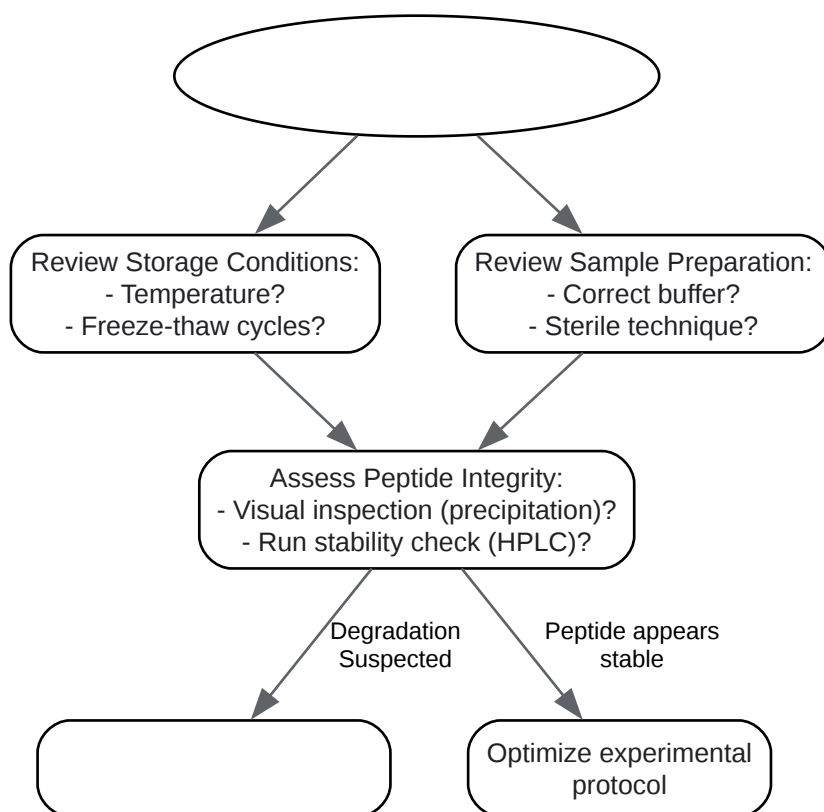 Review Storage Conditions:
- Temperature?
- Freeze-thaw cycles?
Review Sample Preparation:
- Correct buffer?
- Sterile technique?
Assess Peptide Integrity:
- Visual inspection (precipitation)?
- Run stability check (HPLC)?
Degradation
Suspected
Peptide appears
stable
Optimize experimental
protocol